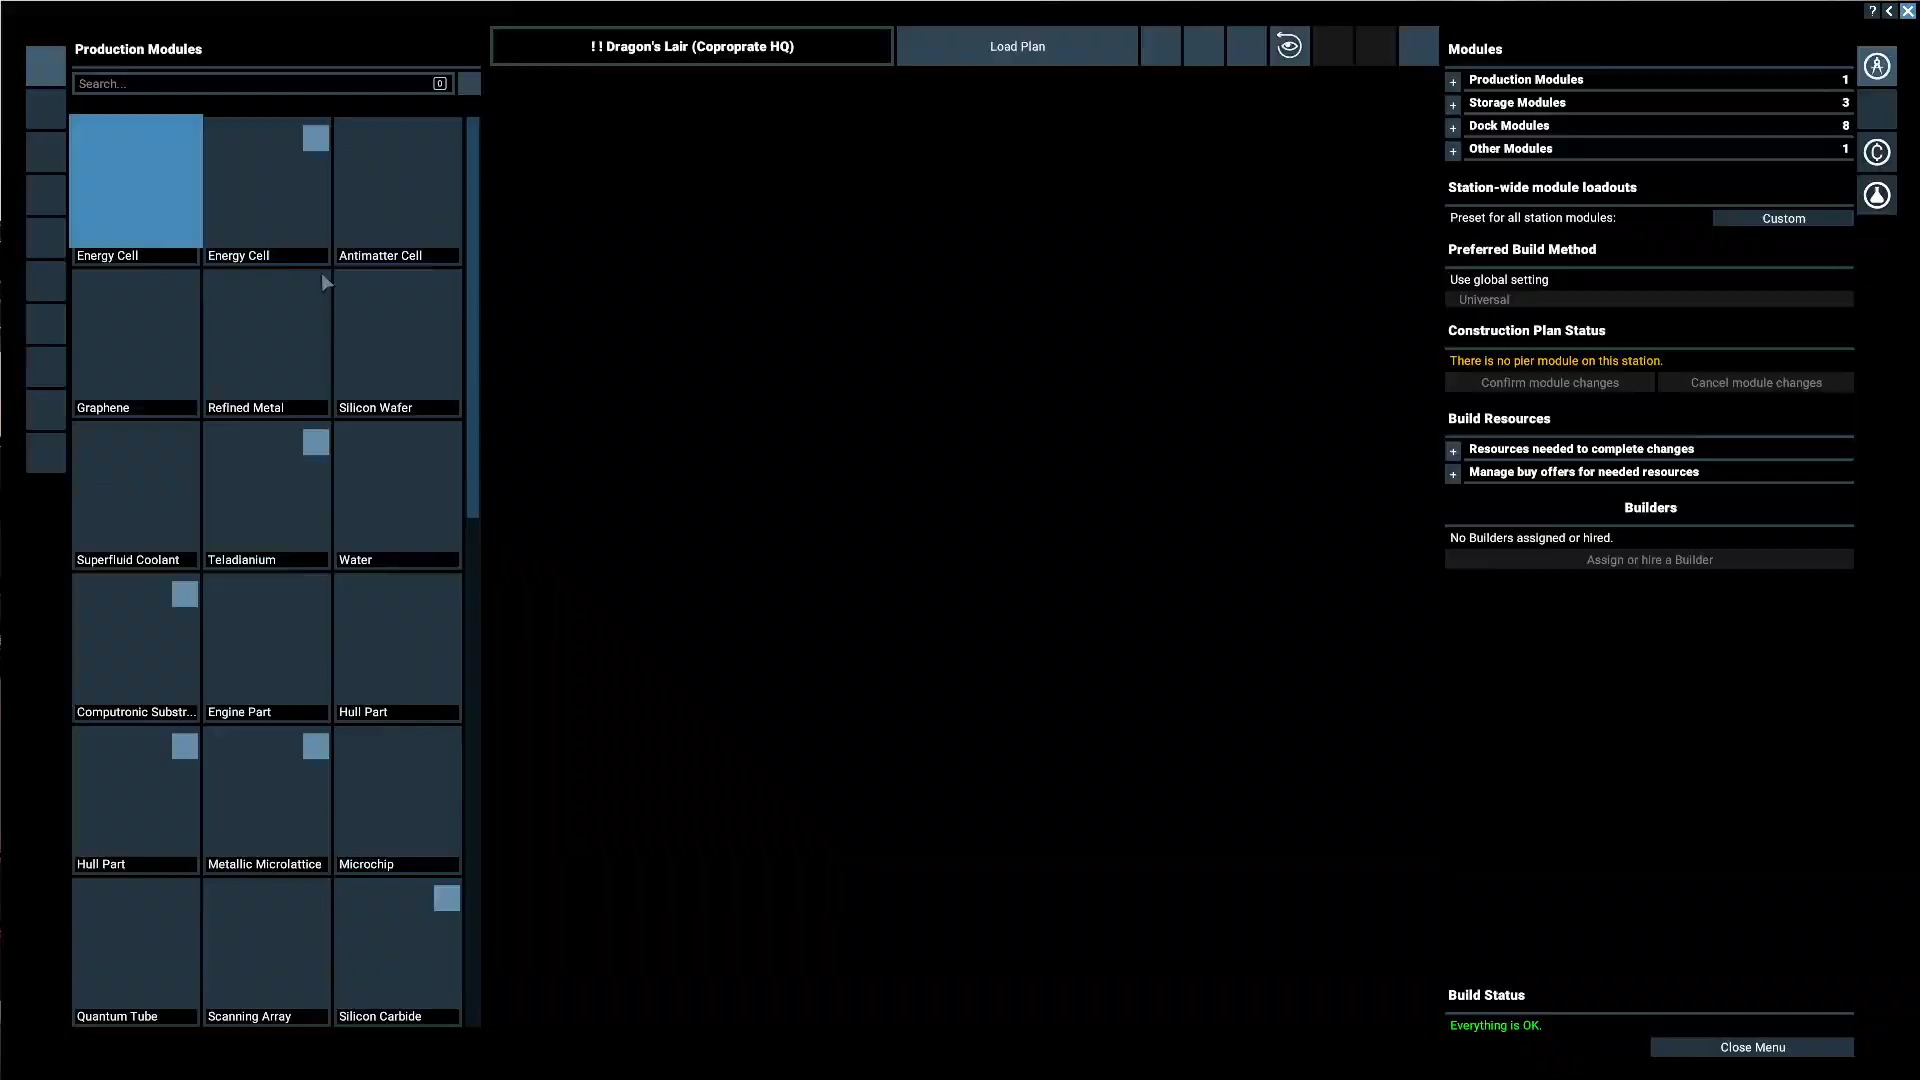 Production Modules
Search...
0
Energy Cell
Energy Cell
Antimatter Cell
Graphene
Refined Metal
Silicon Wafer
Superfluid Coolant
Teladianium
Water
Computronic Substr...
Engine Part
Hull Part
Hull Part
Metallic Microlattice
Microchip
Quantum Tube
Scanning Array
Silicon Carbide
!! Dragon's Lair (Coproprate HQ)
Load Plan
?
Modules
+ Production Modules 1
+ Storage Modules 3
+ Dock Modules 8
+ Other Modules 1
Station-wide module loadouts
Preset for all station modules: Custom
Preferred Build Method
Use global setting
Universal
Construction Plan Status
There is no pier module on this station.
Confirm module changes Cancel module changes
Build Resources
+ Resources needed to complete changes
+ Manage buy offers for needed resources
Builders
No Builders assigned or hired.
Assign or hire a Builder
Build Status
Everything is OK.
Close Menu